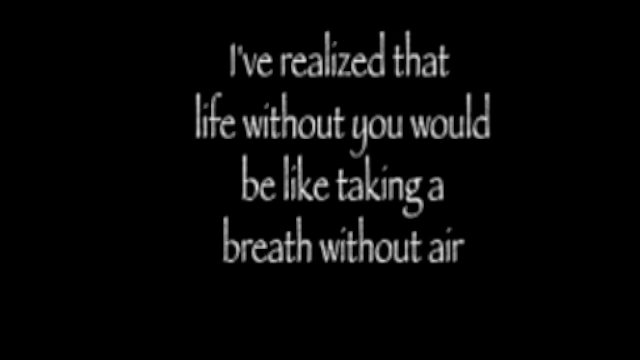 I've realized that
life without you would
be like taking a
breath without air